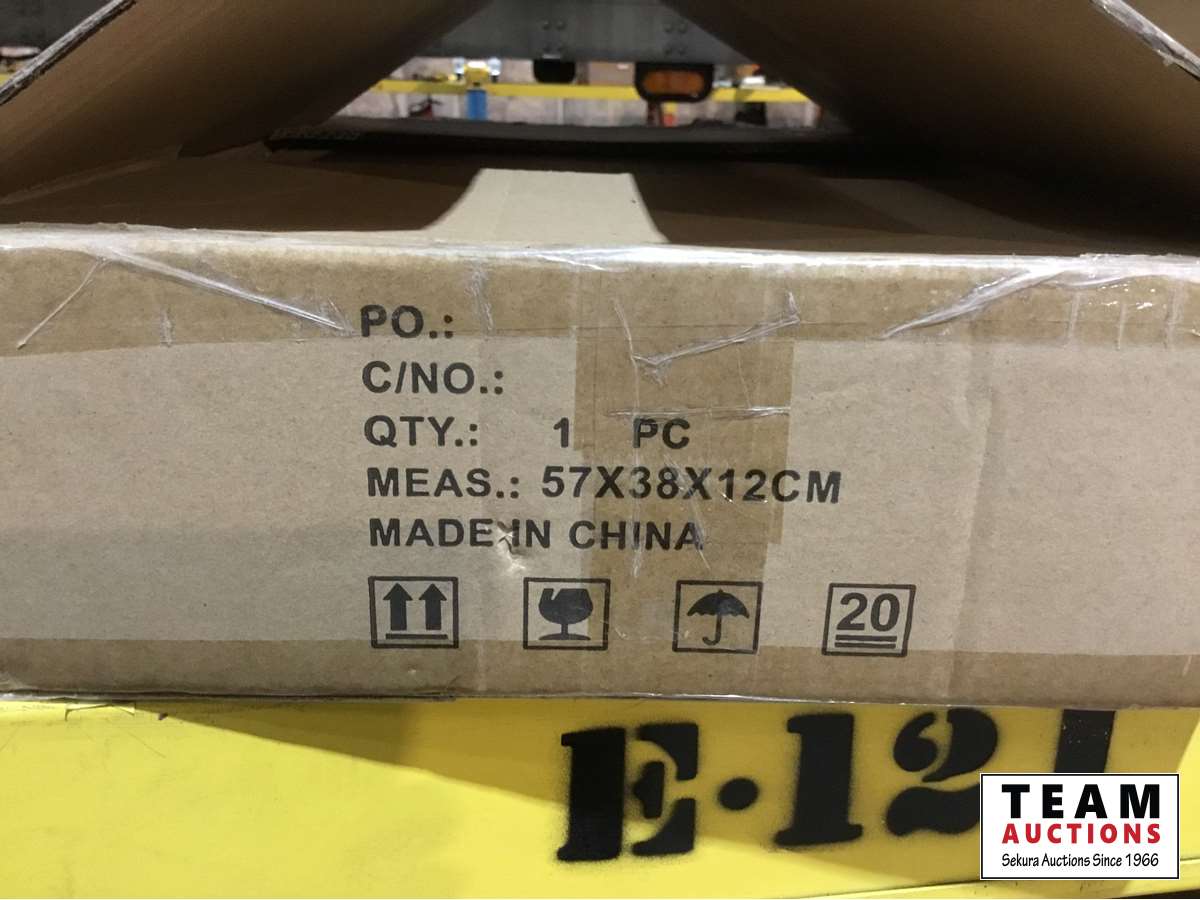 PO.:
C/NO.:
QTY.: 1 PC
MEAS.: 57X38X12CM
MADE IN CHINA
20
E·12
TEAM
AUCTIONS
Sekura Auctions Since 1966